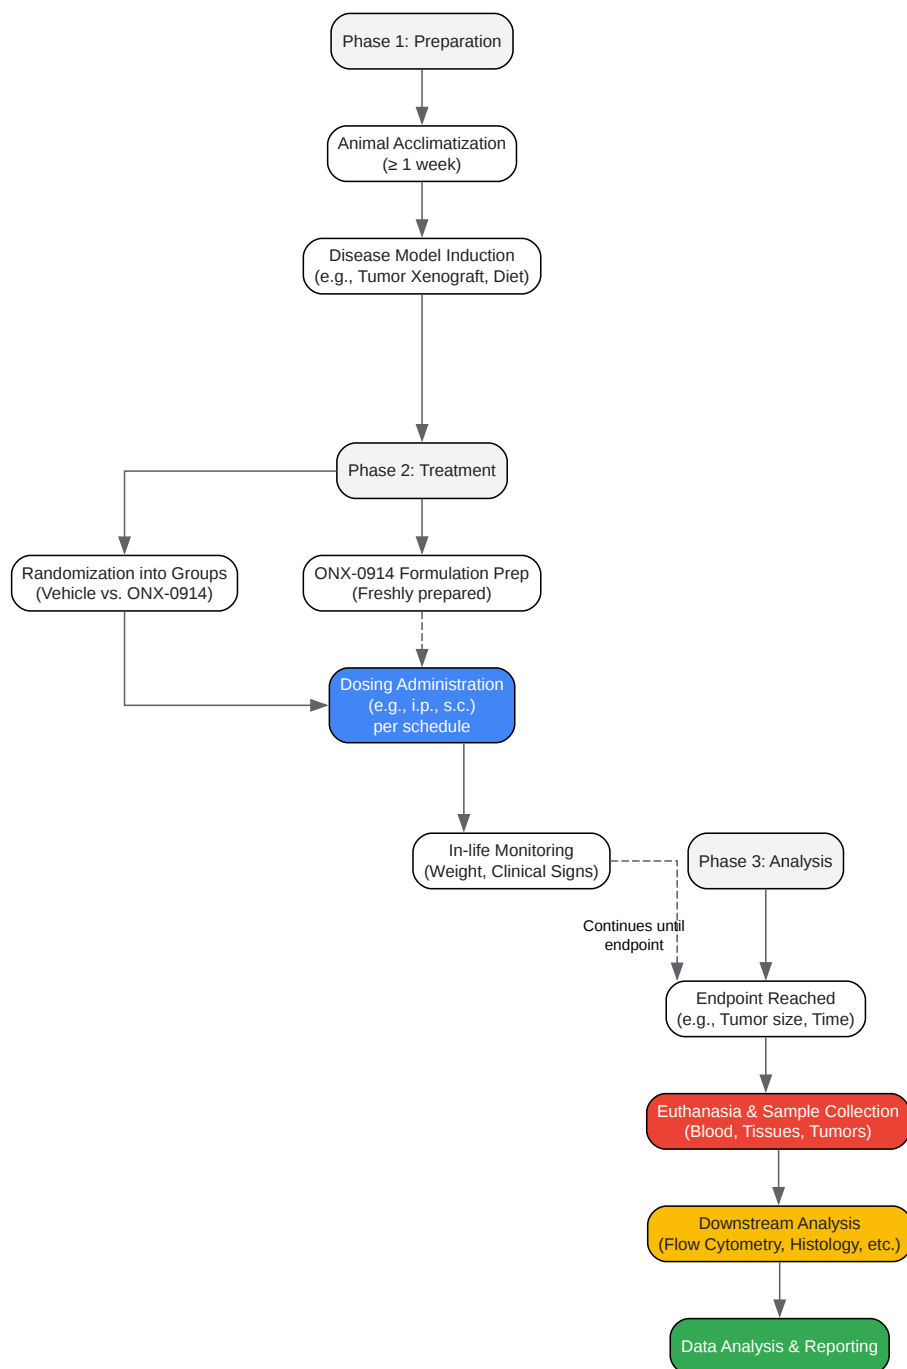 Phase 1: Preparation
Animal Acclimatization
(≥ 1 week)
Disease Model Induction
(e.g., Tumor Xenograft, Diet)
Phase 2: Treatment
Randomization into Groups
(Vehicle vs. ONX-0914)
ONX-0914 Formulation Prep
(Freshly prepared)
Dosing Administration
(e.g., i.p., s.c.)
per schedule
In-life Monitoring
(Weight, Clinical Signs)
Phase 3: Analysis
Continues until
endpoint
Endpoint Reached
(e.g., Tumor size, Time)
Euthanasia & Sample Collection
(Blood, Tissues, Tumors)
Downstream Analysis
(Flow Cytometry, Histology, etc.)
Data Analysis & Reporting